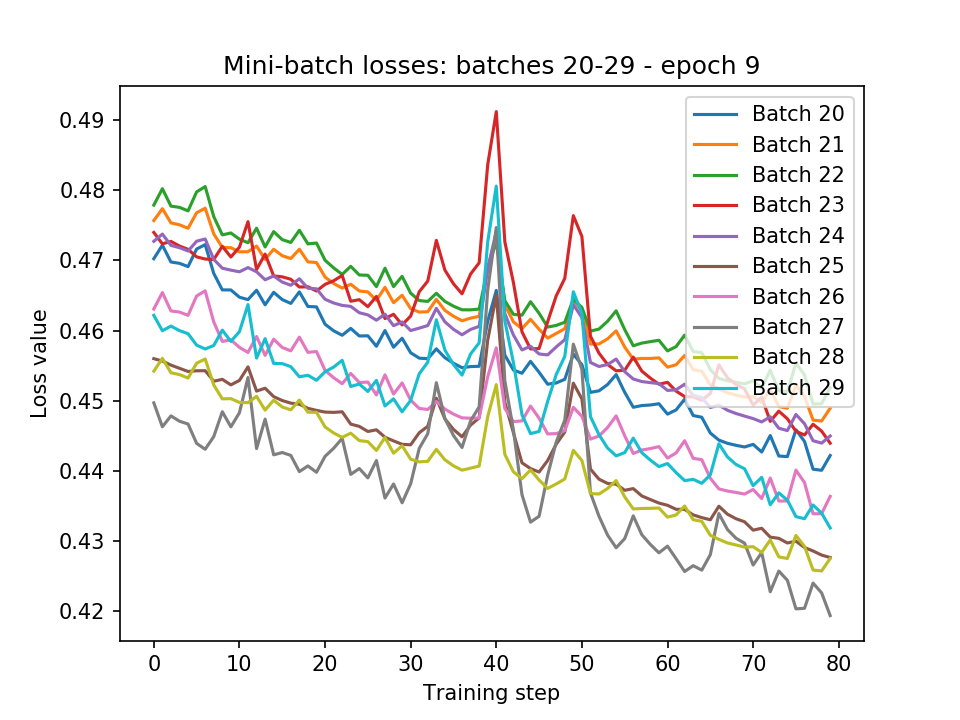 Mini-batch losses: batches 20-29 - epoch 9
Loss value
0.49
0.48
0.47
0.46
0.45
0.44
0.43
0.42
Batch 20
Batch 21
Batch 22
Batch 23
Batch 24
Batch 25
Batch 26
Batch 27
Batch 28
Batch 29
0 10 20 30 40 50 60 70 80
Training step